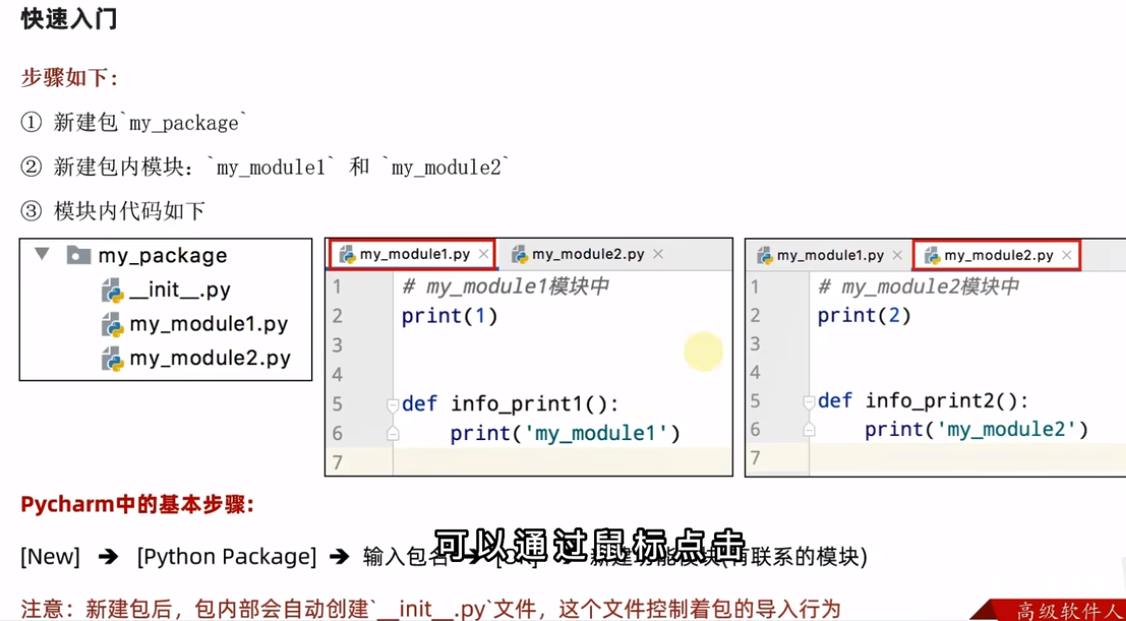 快速入门
步骤如下：
① 新建包`my_package`
② 新建包内模块：`my_module1` 和 `my_module2`
③ 模块内代码如下
my_package
__init__.py
my_module1.py
my_module2.py
my_module1.py × my_module2.py ×
1 # my_module1模块中
2 print(1)
3
4
5 def info_print1():
6 print('my_module1')
7
my_module1.py × my_module2.py ×
1 # my_module2模块中
2 print(2)
3
4
5 def info_print2():
6 print('my_module2')
7
Pycharm中的基本步骤:
[New] → [Python Package] → 输入包名 → 新建功能模块(有联系的模块)
可以通过鼠标点击
注意：新建包后，包内部会自动创建`__init__.py`文件，这个文件控制着包的导入行为
高级软件人